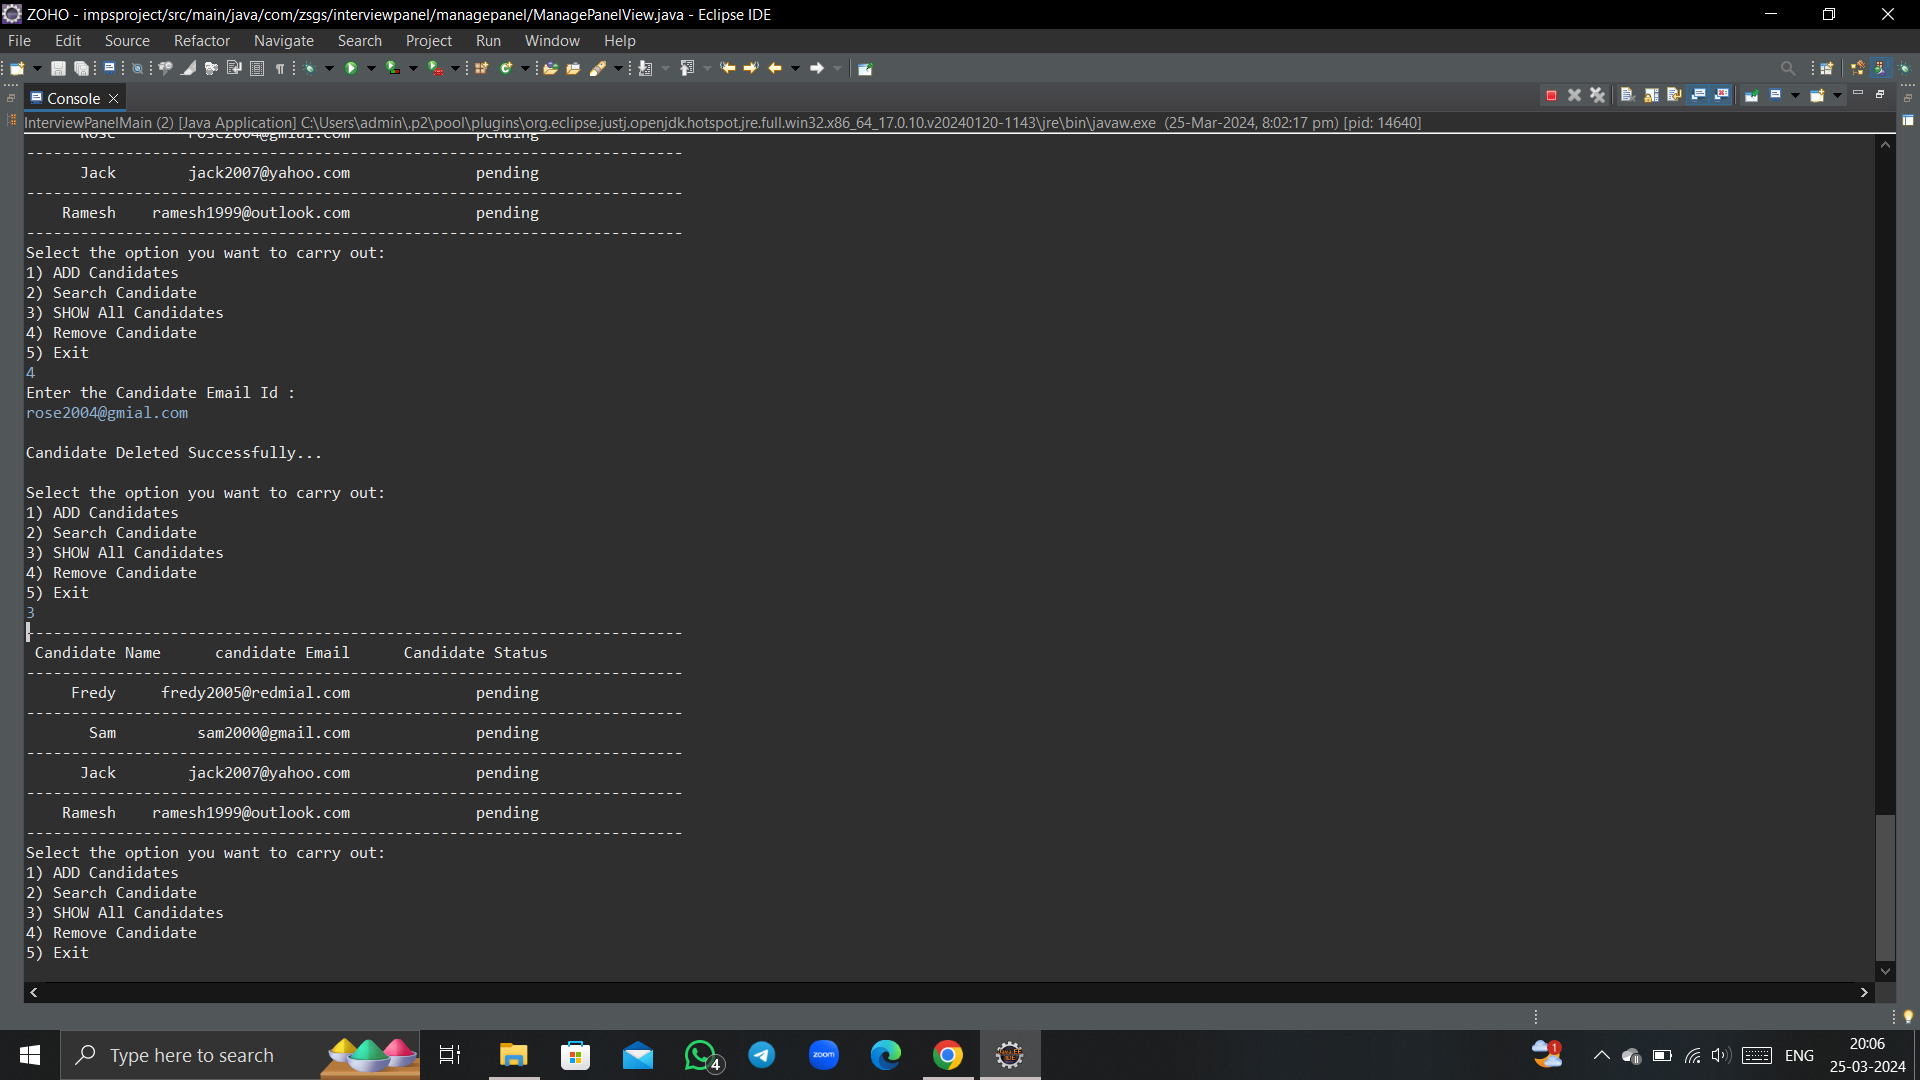 ZOHO - impsproject/src/main/java/com/zsgs/interviewpanel/managepanel/ManagePanelView.java - Eclipse IDE
File Edit Source Refactor Navigate Search Project Run Window Help
Console
InterviewPanelMain (2) [Java Application] C:\Users\admin\.p2\pool\plugins\org.eclipse.justj.openjdk.hotspot.jre.full.win32.x86_64_17.0.10.v20240120-1143\jre\bin\javaw.exe (25-Mar-2024, 8:02:17 pm) [pid: 14640]
Rose rose2004@gmial.com pending
-------------------------------------------------------------------------
Jack jack2007@yahoo.com pending
-------------------------------------------------------------------------
Ramesh ramesh1999@outlook.com pending
-------------------------------------------------------------------------
Select the option you want to carry out:
1) ADD Candidates
2) Search Candidate
3) SHOW All Candidates
4) Remove Candidate
5) Exit
4
Enter the Candidate Email Id :
rose2004@gmial.com
Candidate Deleted Successfully...
Select the option you want to carry out:
1) ADD Candidates
2) Search Candidate
3) SHOW All Candidates
4) Remove Candidate
5) Exit
3
-------------------------------------------------------------------------
Candidate Name candidate Email Candidate Status
-------------------------------------------------------------------------
Fredy fredy2005@redmial.com pending
-------------------------------------------------------------------------
Sam sam2000@gmail.com pending
-------------------------------------------------------------------------
Jack jack2007@yahoo.com pending
-------------------------------------------------------------------------
Ramesh ramesh1999@outlook.com pending
-------------------------------------------------------------------------
Select the option you want to carry out:
1) ADD Candidates
2) Search Candidate
3) SHOW All Candidates
4) Remove Candidate
5) Exit
Type here to search
zoom
4
1
ENG
20:06
25-03-2024